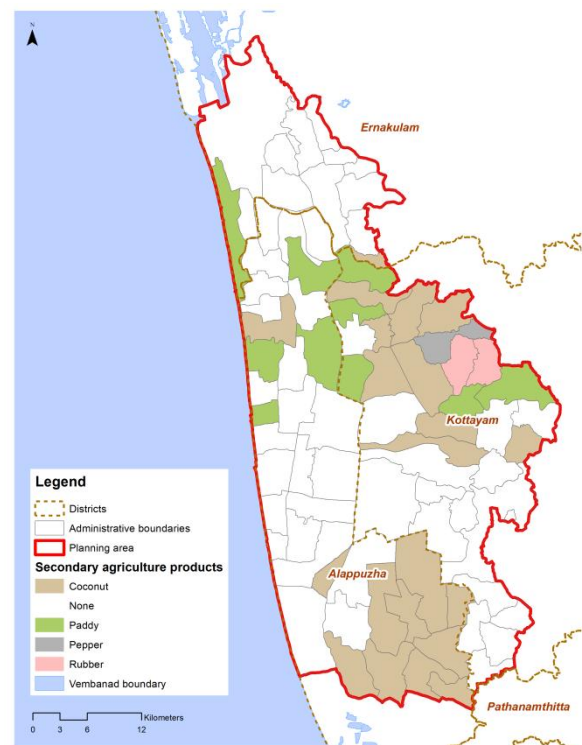 N
Ernakulam
Kottayam
Legend
Districts
Administrative boundaries
Planning area
Secondary agriculture products
Coconut
None
Paddy
Pepper
Rubber
Vembanad boundary
Alappuzha
Pathanamthitta
Kilometers
0 3 6 12